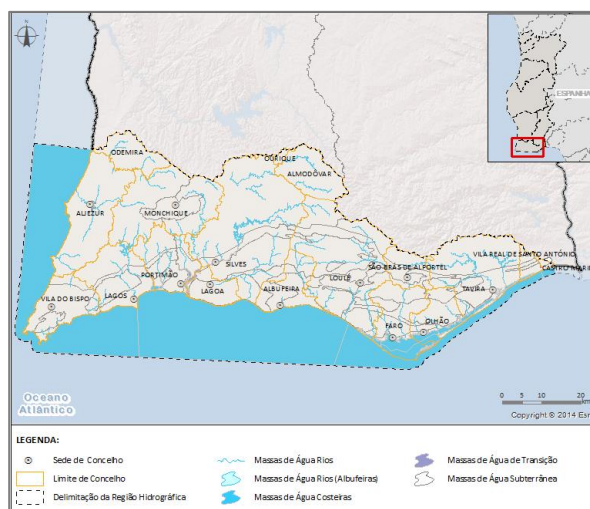 N
ESPANHA
ODEMIRA
OURIQUE
ALMODÔVAR
ALJEZUR
MONCHIQUE
SILVES
SÃO BRÁS DE ALPORTEL
VILA REAL DE SANTO ANTÓNIO
CASTRO MARIM
PORTIMÃO
LOULÉ
LAGOA
ALBUFEIRA
TAVIRA
VILA DO BISPO
LAGOS
FARO
OLHÃO
Oceano
Atlântico
0 5 10 20
km
Copyright © 2014 Esri
LEGENDA:
Sede de Concelho
Massas de Água Rios
Massas de Água de Transição
Limite de Concelho
Massas de Água Rios (Albufeiras)
Massas de Água Subterrânea
Delimitação da Região Hidrográfica
Massas de Água Costeiras